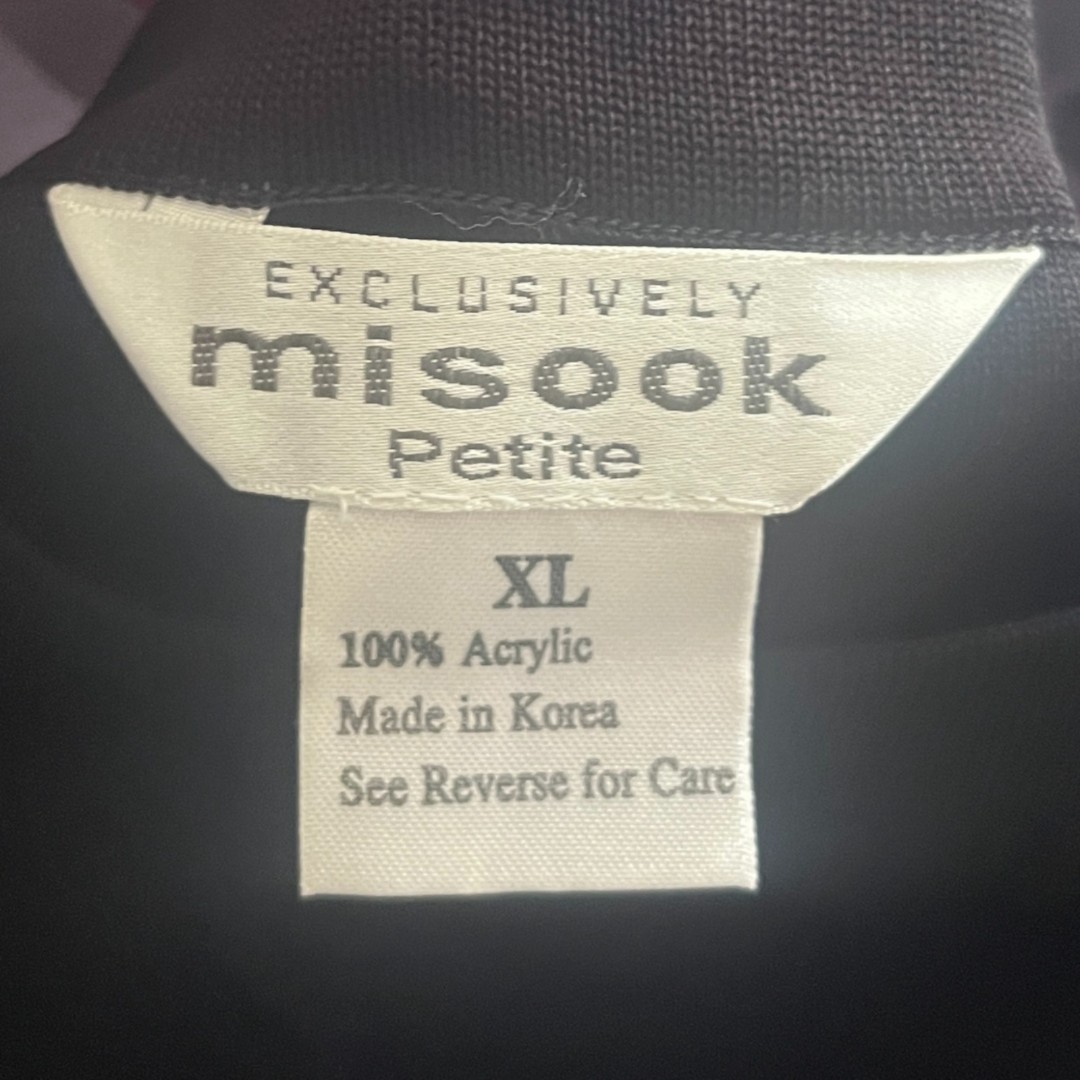 EXCLUSIVELY
misook
Petite
XL
100% Acrylic
Made in Korea
See Reverse for Care